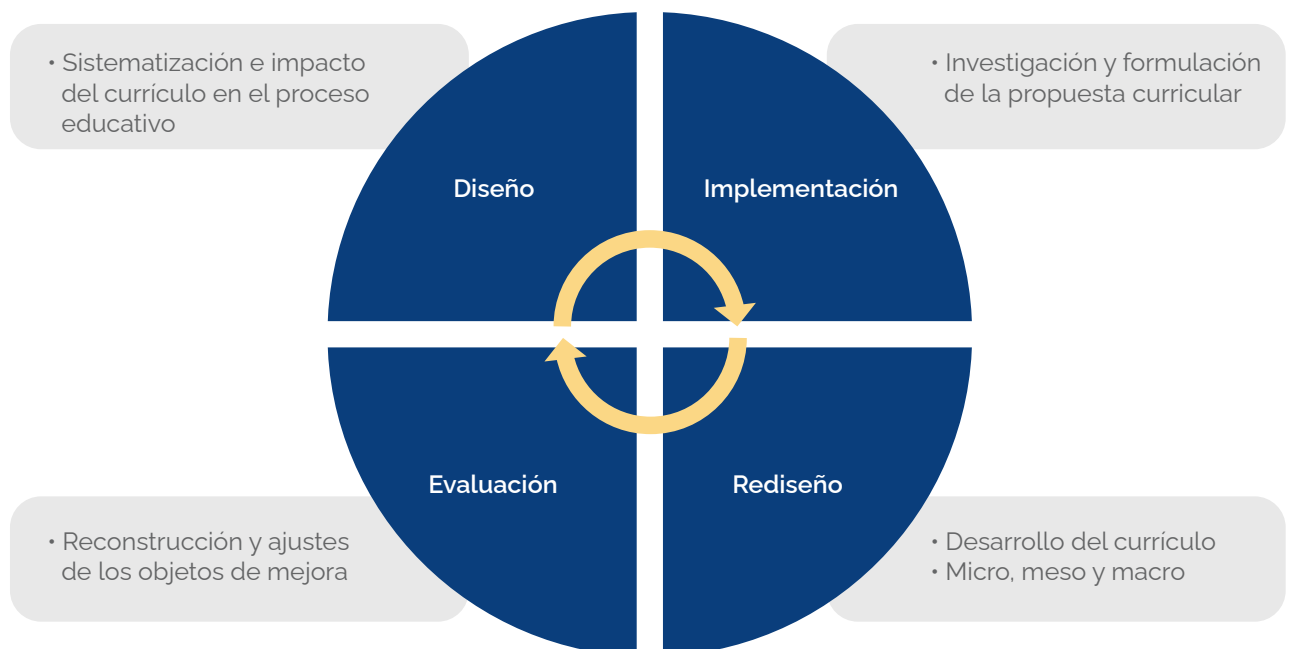 • Sistematización e impacto
del currículo en el proceso
educativo
• Investigación y formulación
de la propuesta curricular
Diseño
Implementación
Evaluación
Rediseño
• Reconstrucción y ajustes
de los objetos de mejora
• Desarrollo del currículo
• Micro, meso y macro